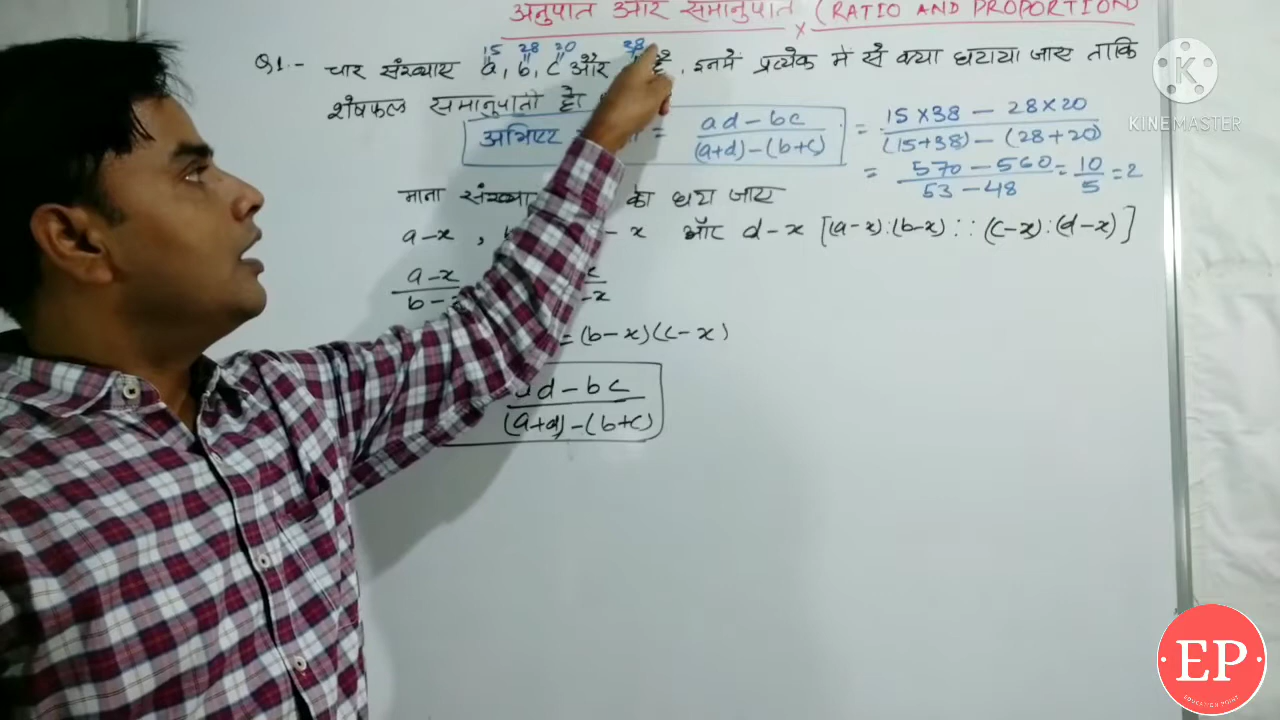 अनुपात और समानुपात (RATIO AND PROPORTION)
15 28 20 38
Q1.- चार संख्याए a, b, c और है, इनमें प्रत्येक में से क्या घटाया जाए ताकि
शेषफल समानुपाती हो
अभिष्ट = ad - bc / (a+d) - (b+c) = 15×38 - 28×20 / (15+38) - (28+20)
= 570 - 560 / 53 - 48 = 10/5 = 2
माना संख्या को घटाया जाए
a-x, - x और d-x [(a-x):(b-x) :: (c-x):(d-x)]
a-x / b-
-x
= (b-x)(c-x)
ad - bc / (a+d) - (b+c)
KINEMASTER
EP
EDUCATION POINT